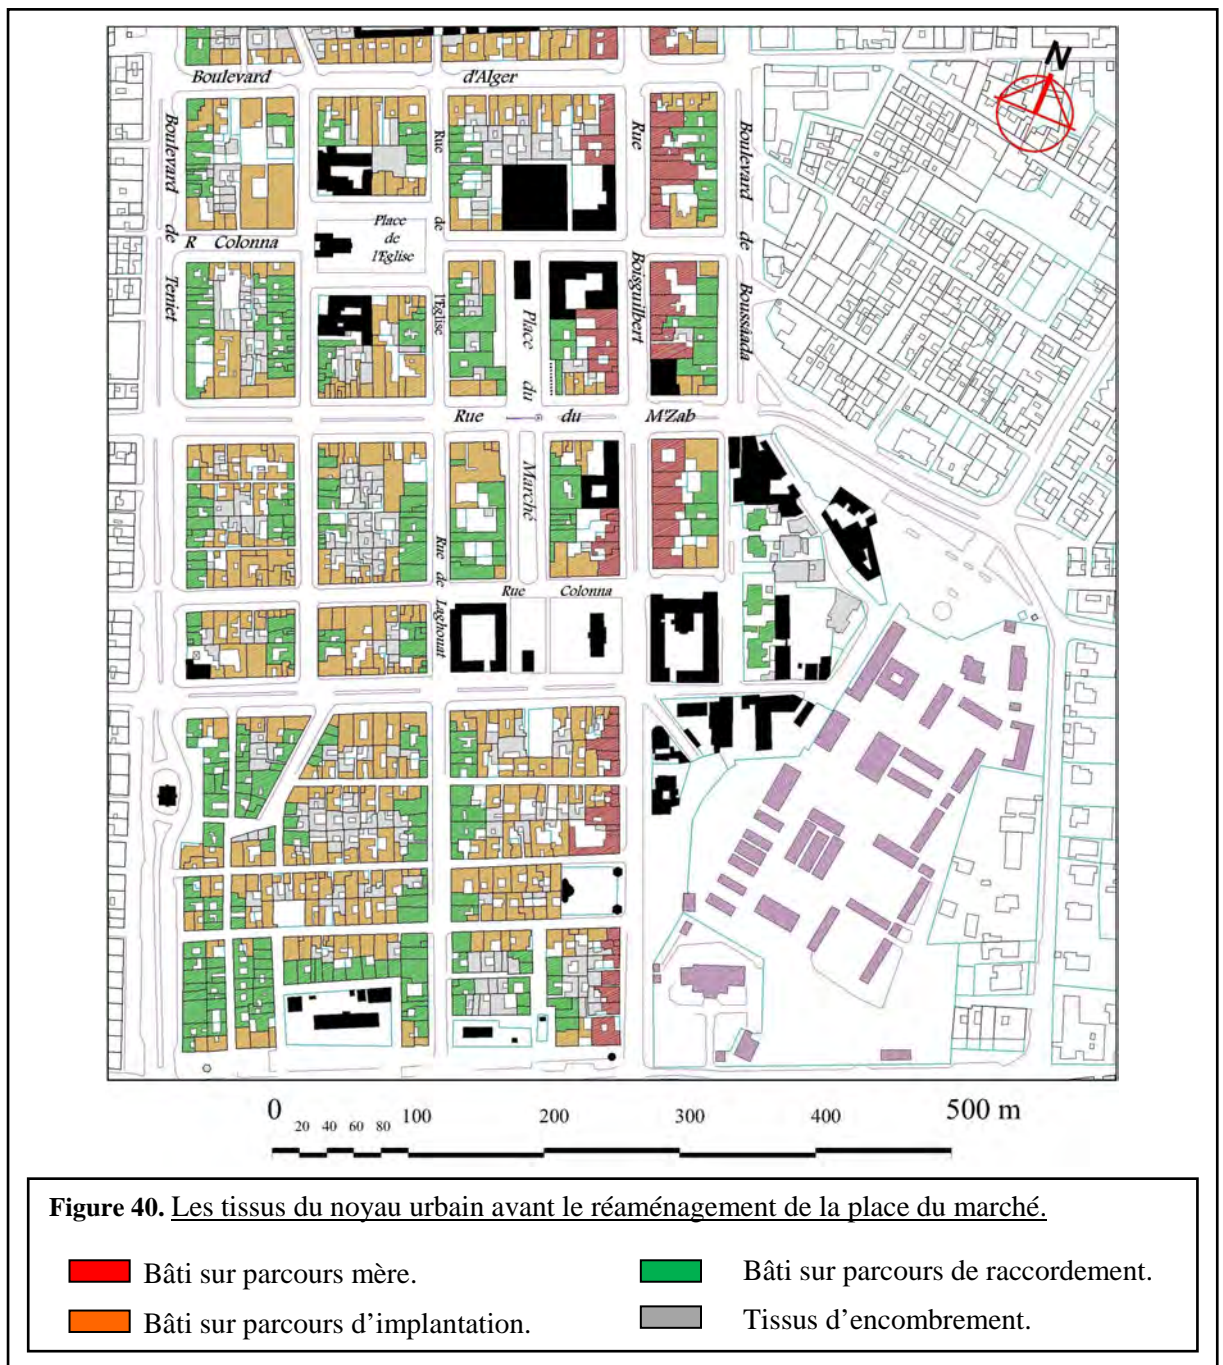 N
Boulevard d'Alger
Boulevard de Teniet
Rue de l'Eglise
Rue Boisguilbert
Boulevard de Boussâada
Place
de
l'Eglise
R Colonna
Place du Marché
Rue du M'Zab
Rue de Laghouat
Rue Colonna
0 20 40 60 80 100 200 300 400 500 m
Figure 40. Les tissus du noyau urbain avant le réaménagement de la place du marché.
Bâti sur parcours mère.
Bâti sur parcours de raccordement.
Bâti sur parcours d’implantation.
Tissus d’encombrement.